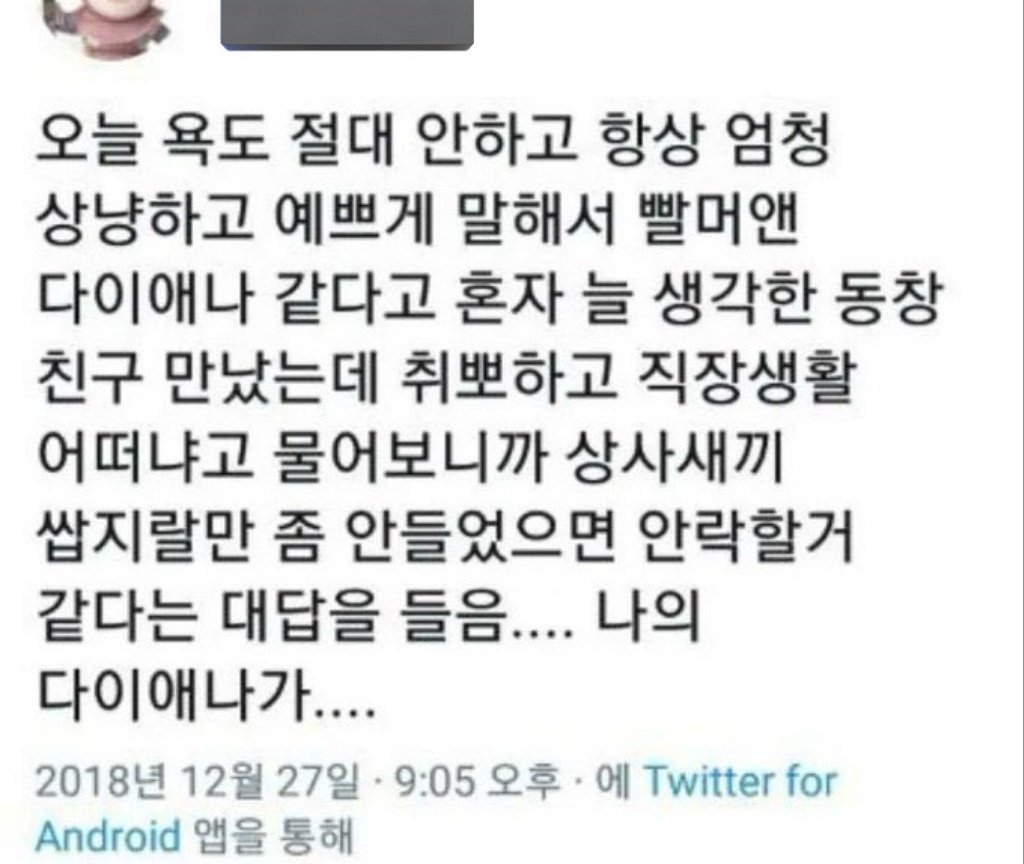 오늘 욕도 절대 안하고 항상 엄청
상냥하고 예쁘게 말해서 빨머앤
다이애나 같다고 혼자 늘 생각한 동창
친구 만났는데 취뽀하고 직장생활
어떠냐고 물어보니까 상사새끼
쌉지랄만 좀 안들었으면 안락할거
같다는 대답을 들음.... 나의
다이애나가....
2018년 12월 27일 · 9:05 오후 · 에 Twitter for
Android 앱을 통해